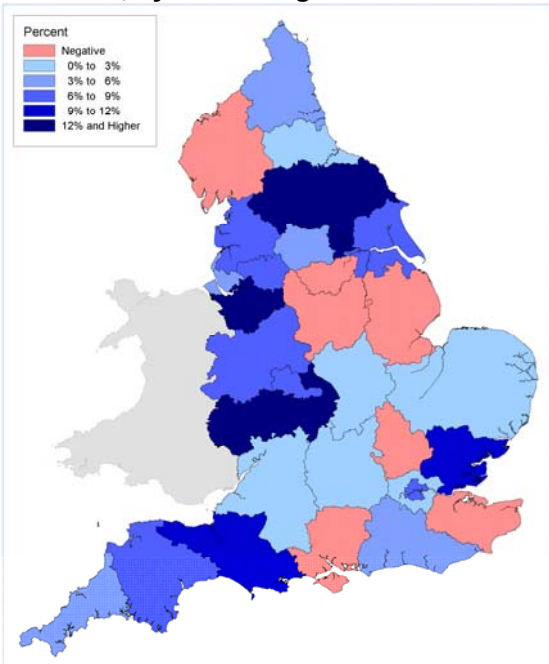 Percent
Negative
0% to 3%
3% to 6%
6% to 9%
9% to 12%
12% and Higher